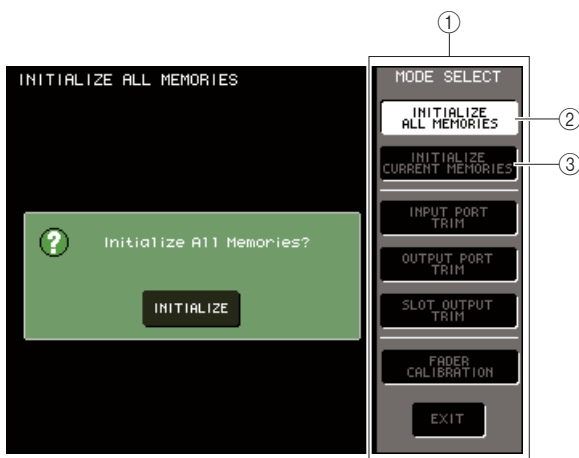 ①
INITIALIZE ALL MEMORIES
MODE SELECT
INITIALIZE
ALL MEMORIES
②
INITIALIZE
CURRENT MEMORIES
③
INPUT PORT
TRIM
OUTPUT PORT
TRIM
SLOT OUTPUT
TRIM
FADER
CALIBRATION
EXIT
?
Initialize All Memories?
INITIALIZE